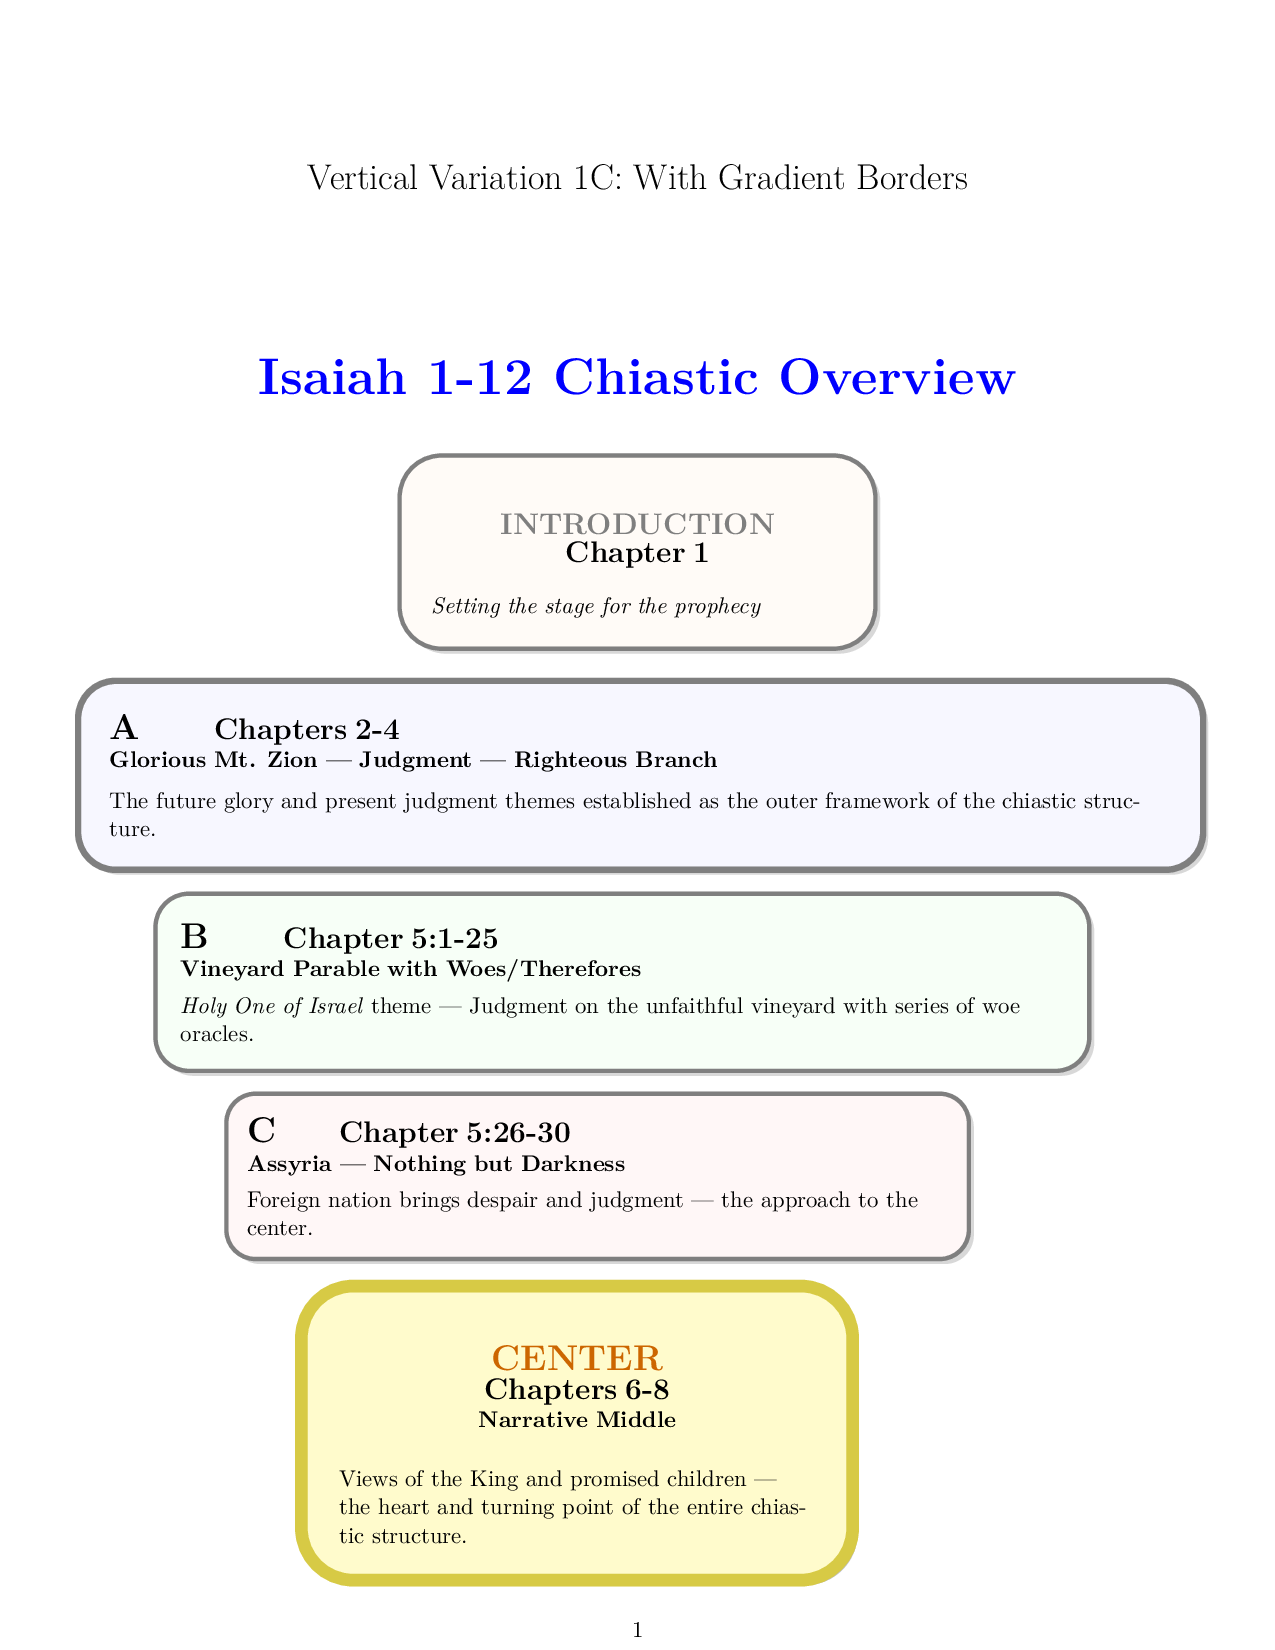 Vertical Variation 1C: With Gradient Borders
Isaiah 1-12 Chiastic Overview
INTRODUCTION
Chapter 1
Setting the stage for the prophecy
A Chapters 2-4
Glorious Mt. Zion — Judgment — Righteous Branch
The future glory and present judgment themes established as the outer framework of the chiastic struc-
ture.
B Chapter 5:1-25
Vineyard Parable with Woes/Therefores
Holy One of Israel theme — Judgment on the unfaithful vineyard with series of woe
oracles.
C Chapter 5:26-30
Assyria — Nothing but Darkness
Foreign nation brings despair and judgment — the approach to the
center.
CENTER
Chapters 6-8
Narrative Middle
Views of the King and promised children —
the heart and turning point of the entire chias-
tic structure.
1